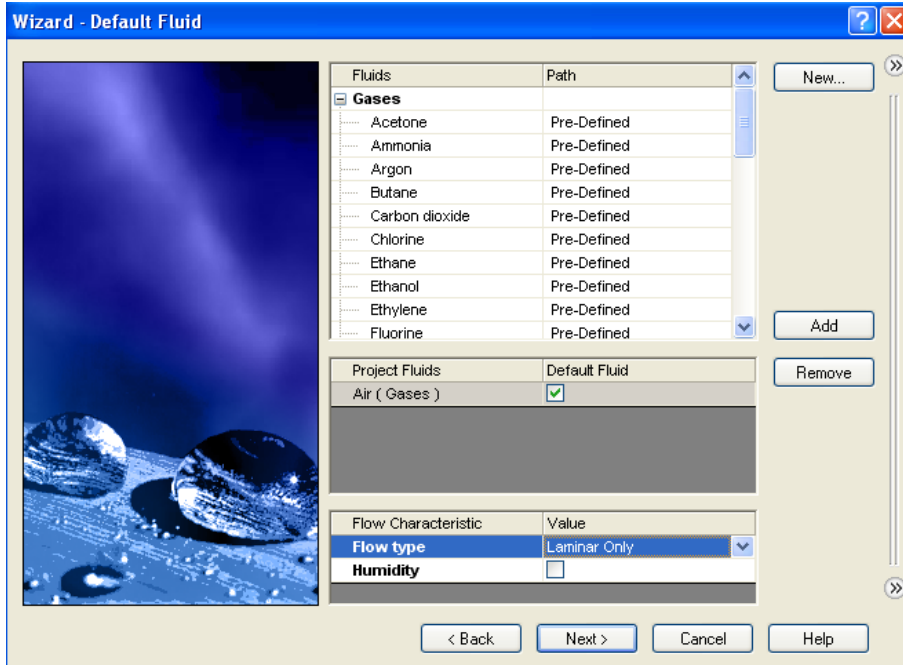 Wizard - Default Fluid
Fluids Path
Gases
Acetone Pre-Defined
Ammonia Pre-Defined
Argon Pre-Defined
Butane Pre-Defined
Carbon dioxide Pre-Defined
Chlorine Pre-Defined
Ethane Pre-Defined
Ethanol Pre-Defined
Ethylene Pre-Defined
Fluorine Pre-Defined
New...
Add
Project Fluids Default Fluid
Air ( Gases )
Remove
Flow Characteristic Value
Flow type Laminar Only
Humidity
< Back Next > Cancel Help